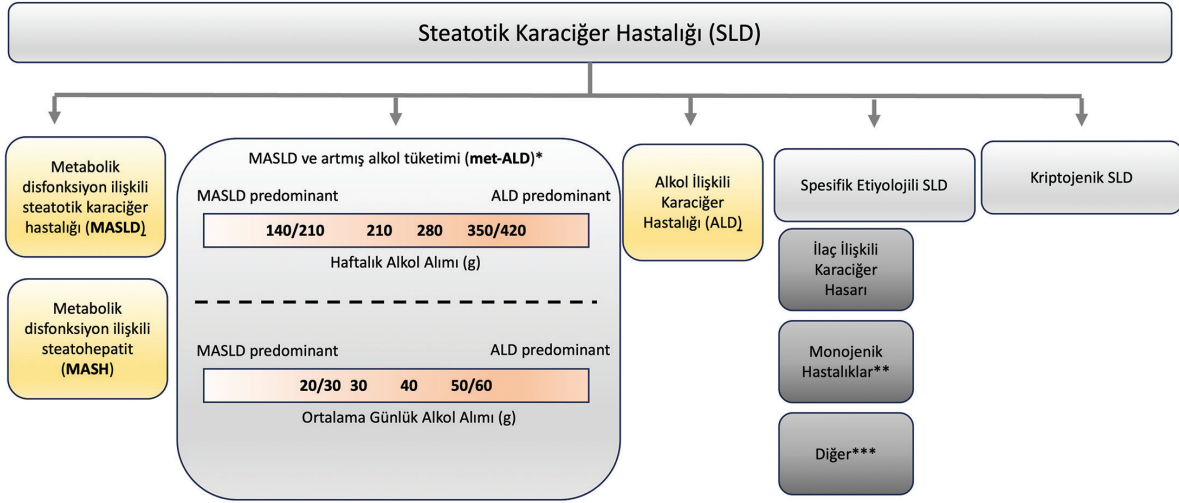 Steatotik Karaciğer Hastalığı (SLD)
Metabolik
disfonksiyon ilişkili
steatotik karaciğer
hastalığı (MASLD)
Metabolik
disfonksiyon ilişkili
steatohepatit
(MASH)
MASLD ve artmış alkol tüketimi (met-ALD)*
MASLD predominant ALD predominant
140/210 210 280 350/420
Haftalık Alkol Alımı (g)
MASLD predominant ALD predominant
20/30 30 40 50/60
Ortalama Günlük Alkol Alımı (g)
Alkol İlişkili
Karaciğer
Hastalığı (ALD)
Spesifik Etiyolojili SLD
İlaç İlişkili
Karaciğer
Hasarı
Monojenik
Hastalıklar**
Diğer***
Kriptojenik SLD